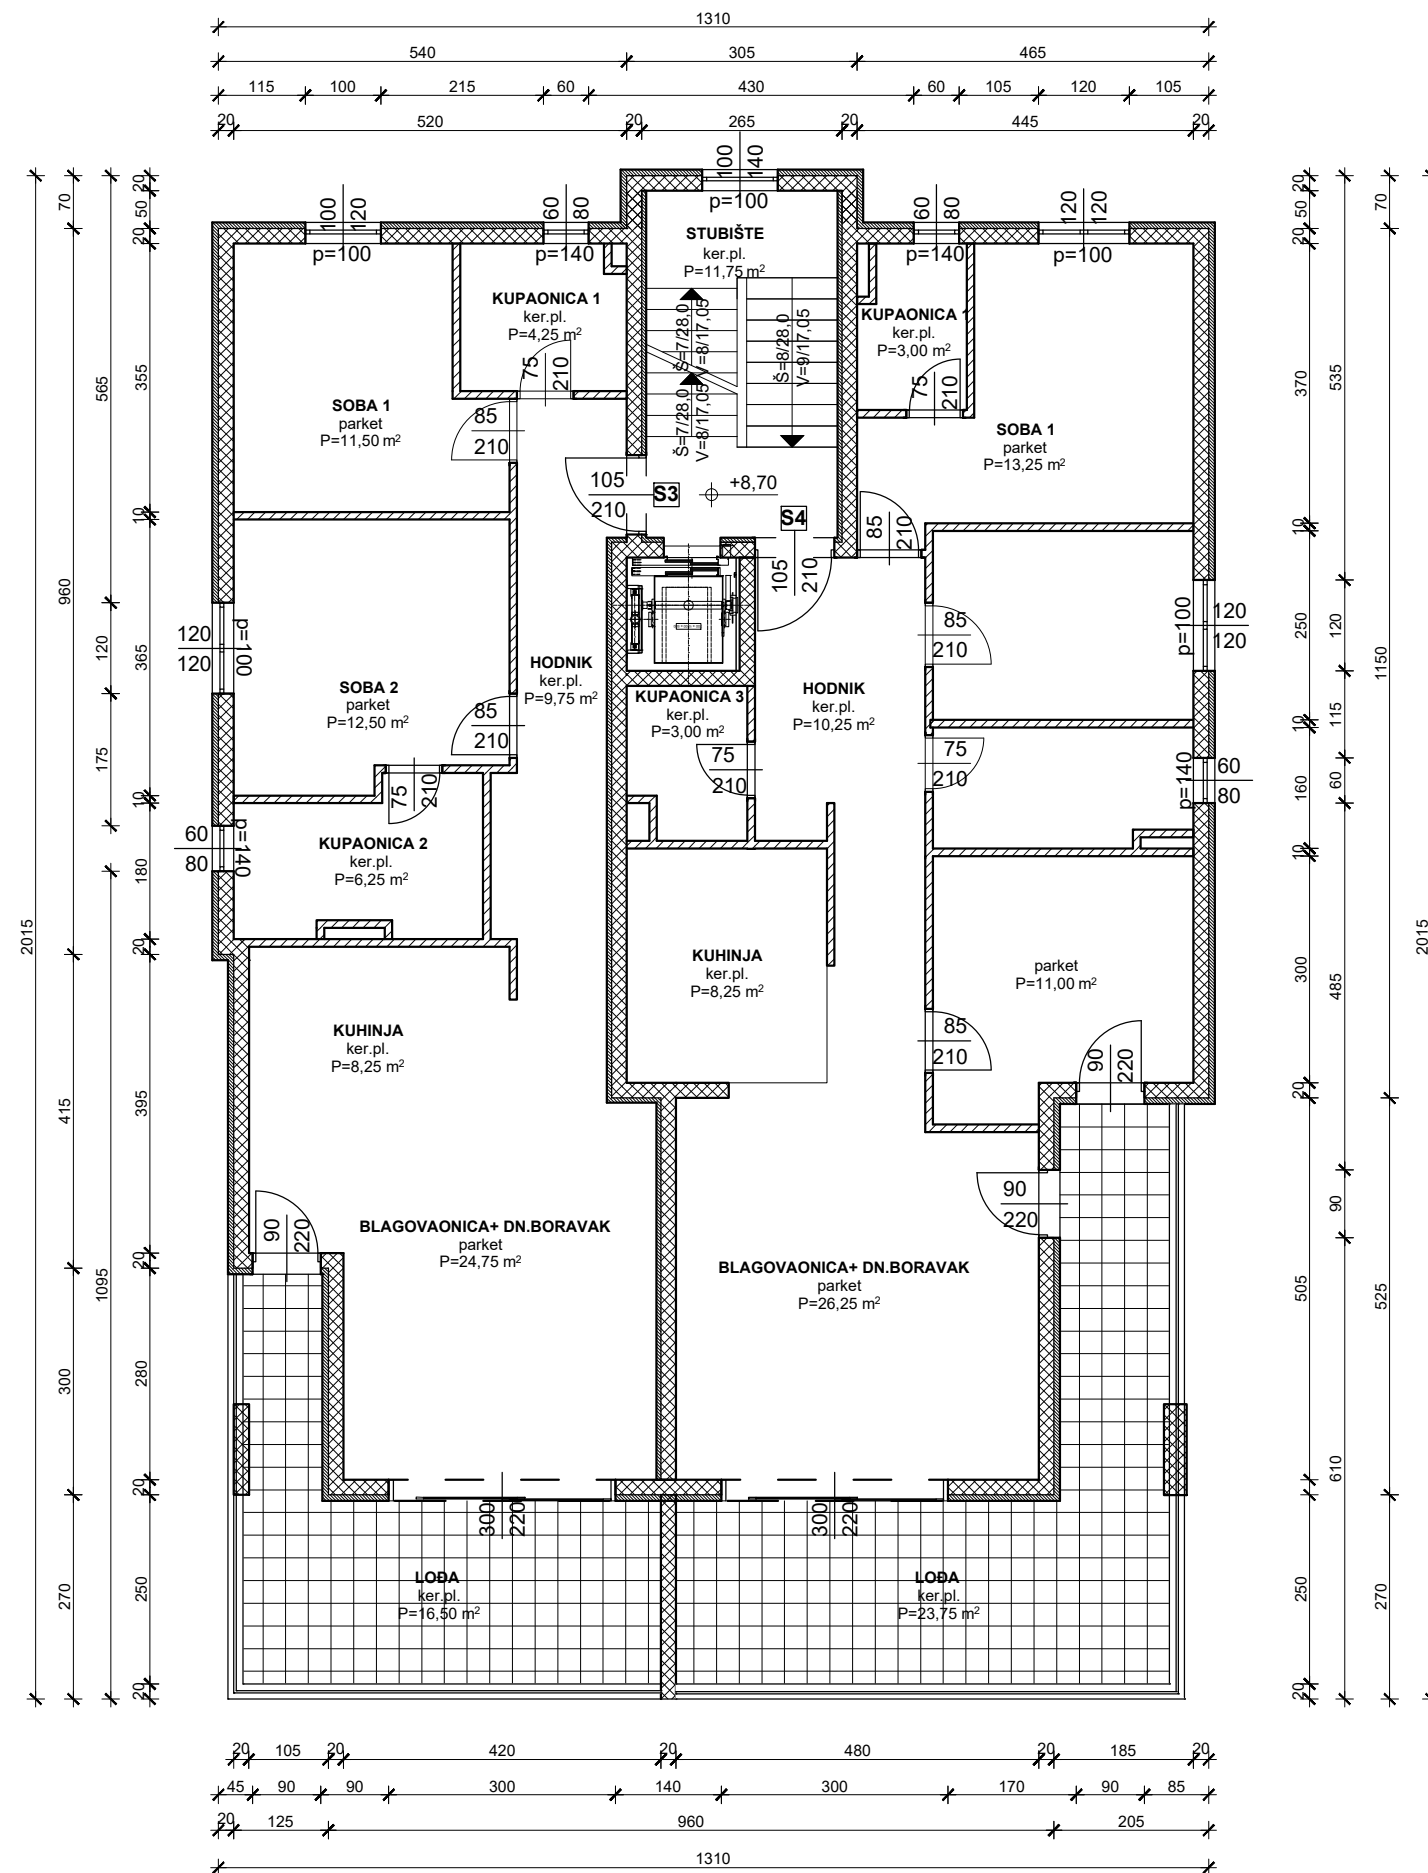 1310
540 305 465
115 100 215 60 430 60 105 120 105
20 520 20 265 20 445 20
100 140
p=100
100 120
p=100
60 80
p=140
60 80
p=140
120 120
p=100
STUBIŠTE
ker.pl.
P=11,75 m²
Š=7/28,0
V=8/17,05
Š=7/28,0
V=8/17,05
Š=8/28,0
V=9/17,05
KUPAONICA 1
ker.pl.
P=4,25 m²
75
210
KUPAONICA 1
ker.pl.
P=3,00 m²
75
210
SOBA 1
parket
P=11,50 m²
85
210
SOBA 1
parket
P=13,25 m²
85
210
105
210
S3
+8,70
S4
105
210
85
210
120
120
p=100
120
120
p=100
SOBA 2
parket
P=12,50 m²
85
210
HODNIK
ker.pl.
P=9,75 m²
KUPAONICA 3
ker.pl.
P=3,00 m²
75
210
HODNIK
ker.pl.
P=10,25 m²
75
210
60
80
p=140
75
210
60
80
p=140
KUPAONICA 2
ker.pl.
P=6,25 m²
KUHINJA
ker.pl.
P=8,25 m²
parket
P=11,00 m²
85
210
90
220
KUHINJA
ker.pl.
P=8,25 m²
90
220
90
220
BLAGOVAONICA+ DN.BORAVAK
parket
P=24,75 m²
BLAGOVAONICA+ DN.BORAVAK
parket
P=26,25 m²
300
220
300
220
LOĐA
ker.pl.
P=16,50 m²
LOĐA
ker.pl.
P=23,75 m²
2015
70 960 415 300 270
565 120 175 1095
20 50 20 355 10 365 10 180 20 395 20 280 20 250 20
20 50 20 370 10 250 10 160 10 300 20 505 20 250 20
535 120 115 60 485 90 610
70 1150 525 270
2015
20 105 20 420 20 480 20 185 20
45 90 90 300 140 300 170 90 85
20 125 960 205
1310